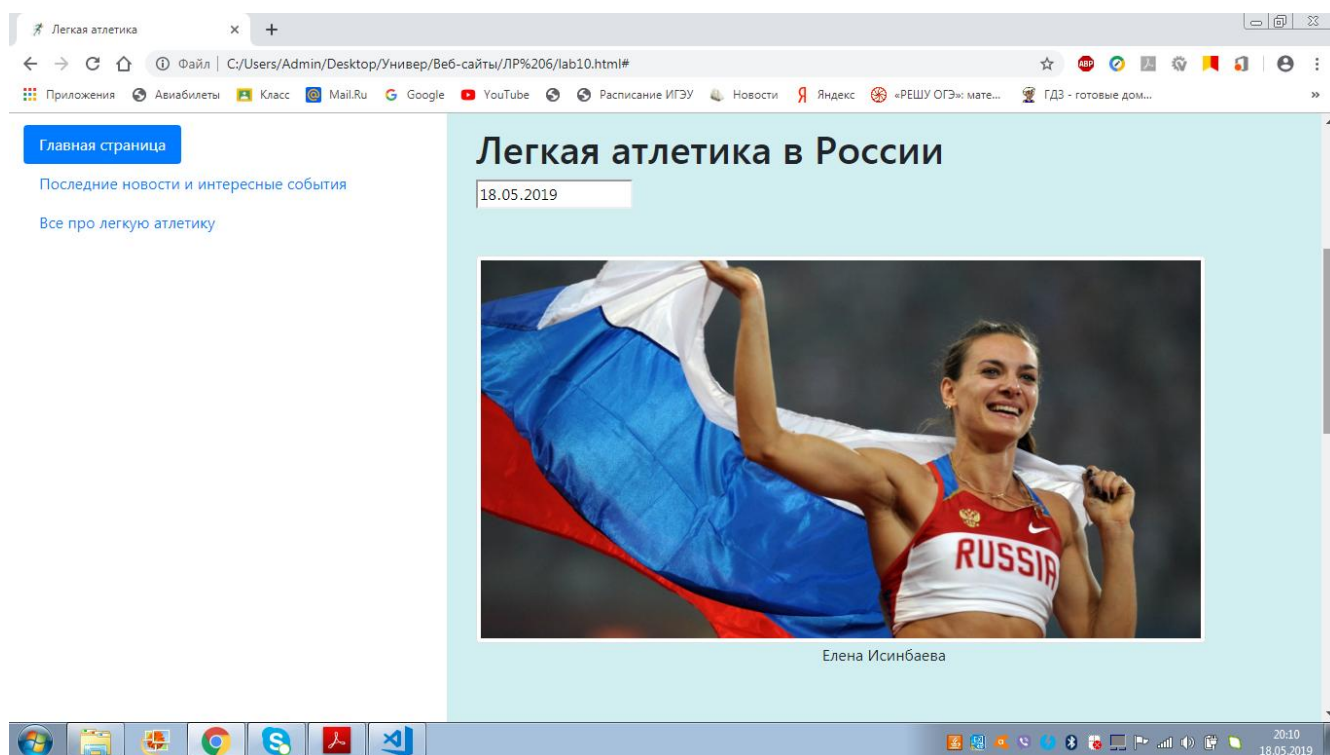 Легкая атлетика
Файл | C:/Users/Admin/Desktop/Универ/Веб-сайты/ЛР%206/lab10.html#
ABP
Приложения Авиабилеты Класс Mail.Ru Google YouTube Расписание ИГЭУ Новости Яндекс «РЕШУ ОГЭ»: мате... ГДЗ - готовые дом... »
Главная страница
Последние новости и интересные события
Все про легкую атлетику
Легкая атлетика в России
18.05.2019
RUSSIA
Елена Исинбаева
20:10
18.05.2019